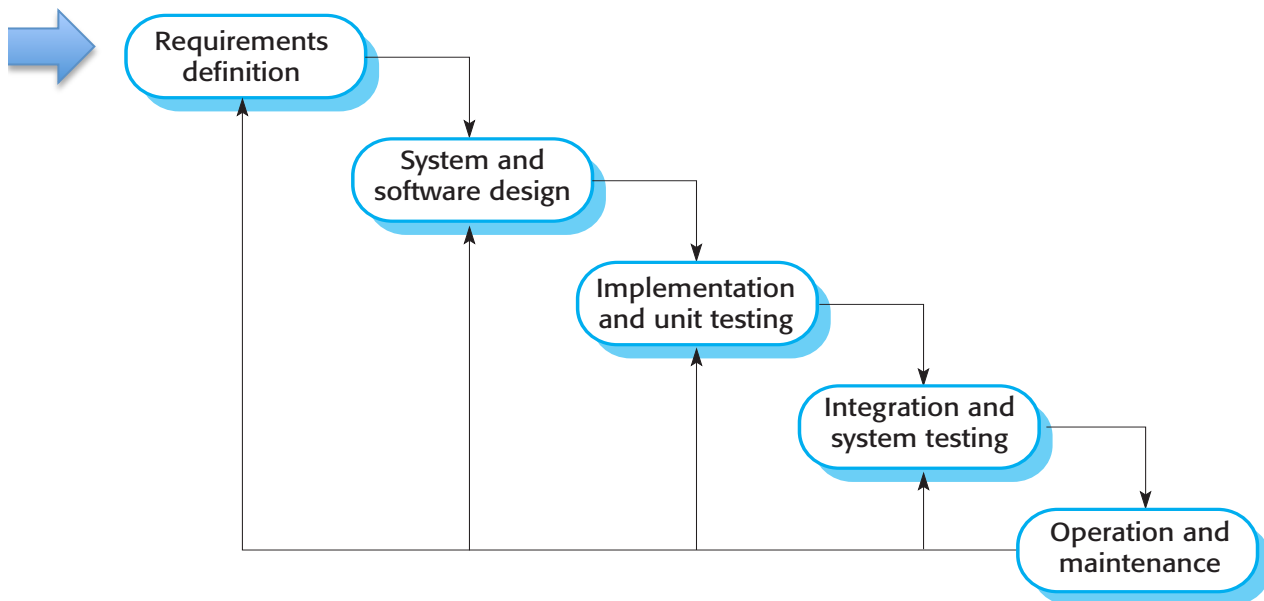 Requirements
definition
System and
software design
Implementation
and unit testing
Integration and
system testing
Operation and
maintenance